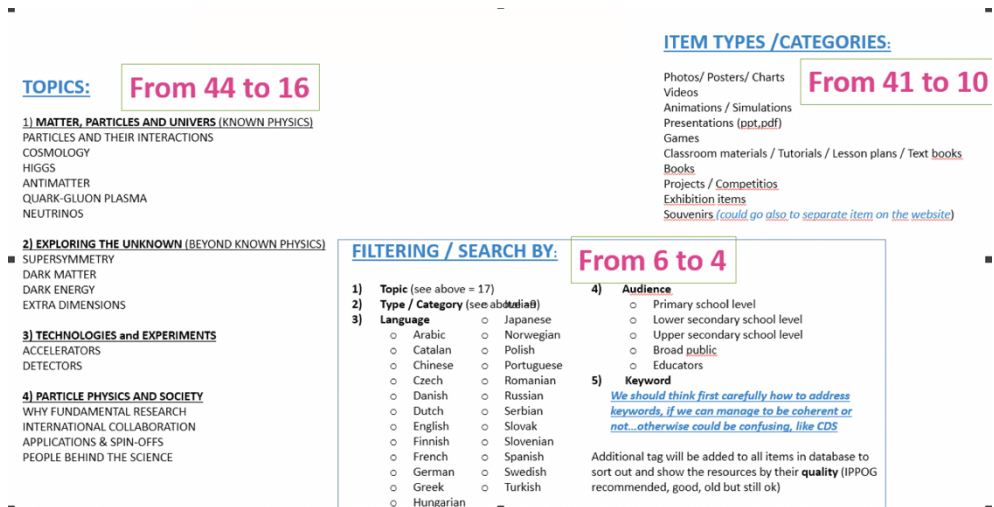 TOPICS:
From 44 to 16
1) MATTER, PARTICLES AND UNIVERS (KNOWN PHYSICS)
PARTICLES AND THEIR INTERACTIONS
COSMOLOGY
HIGGS
ANTIMATTER
QUARK-GLUON PLASMA
NEUTRINOS
2) EXPLORING THE UNKNOWN (BEYOND KNOWN PHYSICS)
SUPERSYMMETRY
DARK MATTER
DARK ENERGY
EXTRA DIMENSIONS
3) TECHNOLOGIES and EXPERIMENTS
ACCELERATORS
DETECTORS
4) PARTICLE PHYSICS AND SOCIETY
WHY FUNDAMENTAL RESEARCH
INTERNATIONAL COLLABORATION
APPLICATIONS & SPIN-OFFS
PEOPLE BEHIND THE SCIENCE
ITEM TYPES /CATEGORIES:
From 41 to 10
Photos/ Posters/ Charts
Videos
Animations / Simulations
Presentations (ppt,pdf)
Games
Classroom materials / Tutorials / Lesson plans / Text books
Books
Projects / Competitios
Exhibition items
Souvenirs (could go also to separate item on the website)
FILTERING / SEARCH BY:
From 6 to 4
1) Topic (see above = 17)
2) Type / Category (see above=9)
3) Language
o Arabic
o Catalan
o Chinese
o Czech
o Danish
o Dutch
o English
o Finnish
o French
o German
o Greek
o Hungarian
o Italian
o Japanese
o Norwegian
o Polish
o Portuguese
o Romanian
o Russian
o Serbian
o Slovak
o Slovenian
o Spanish
o Swedish
o Turkish
4) Audience
o Primary school level
o Lower secondary school level
o Upper secondary school level
o Broad public
o Educators
5) Keyword
We should think first carefully how to address
keywords, if we can manage to be coherent or
not...otherwise could be confusing, like CDS
Additional tag will be added to all items in database to
sort out and show the resources by their quality (IPPOG
recommended, good, old but still ok)